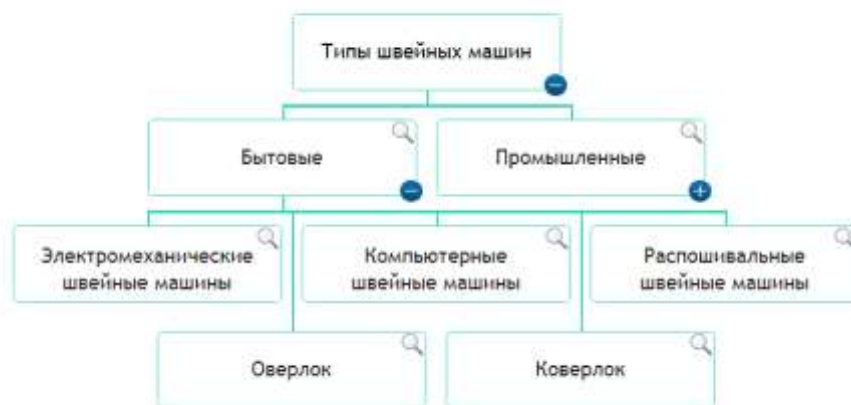 Типы швейных машин
Бытовые
Промышленные
Электромеханические
швейные машины
Компьютерные
швейные машины
Распошивальные
швейные машины
Оверлок
Коверлок